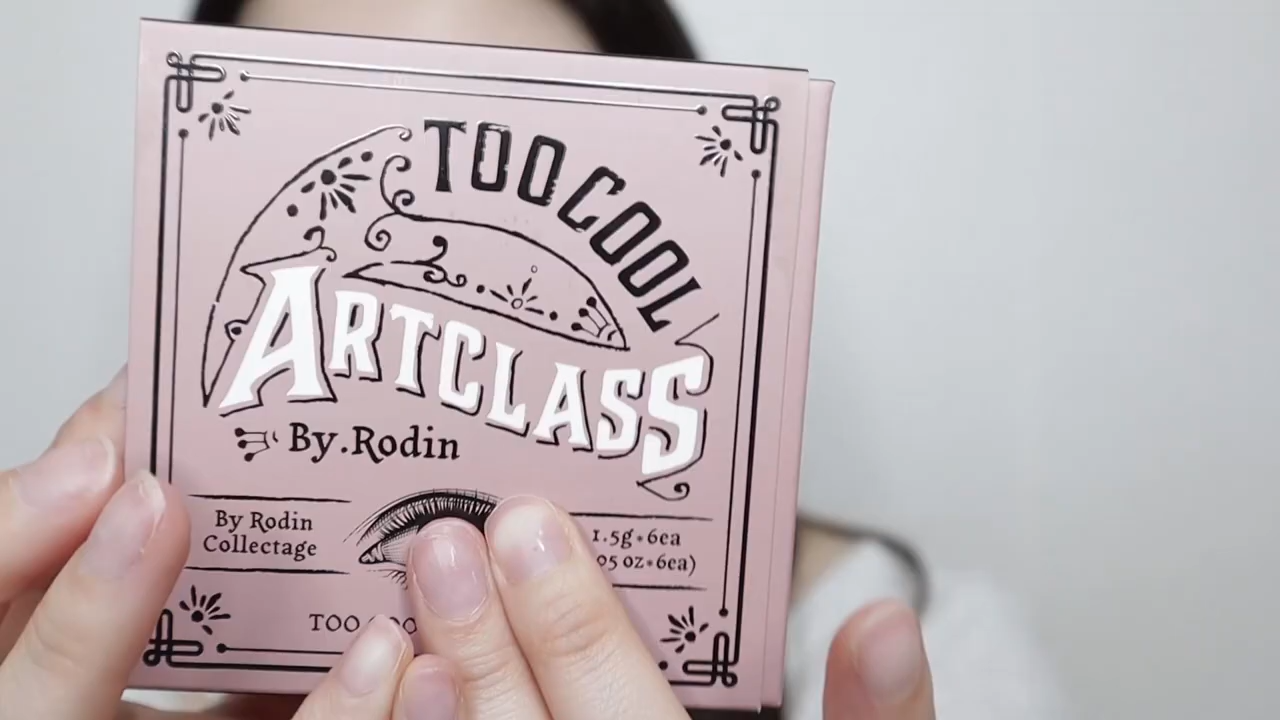 TOO COOL
ARTCLASS
By.Rodin
By Rodin
Collectage
1.5g*6ea
05 oz*6ea)
TOO